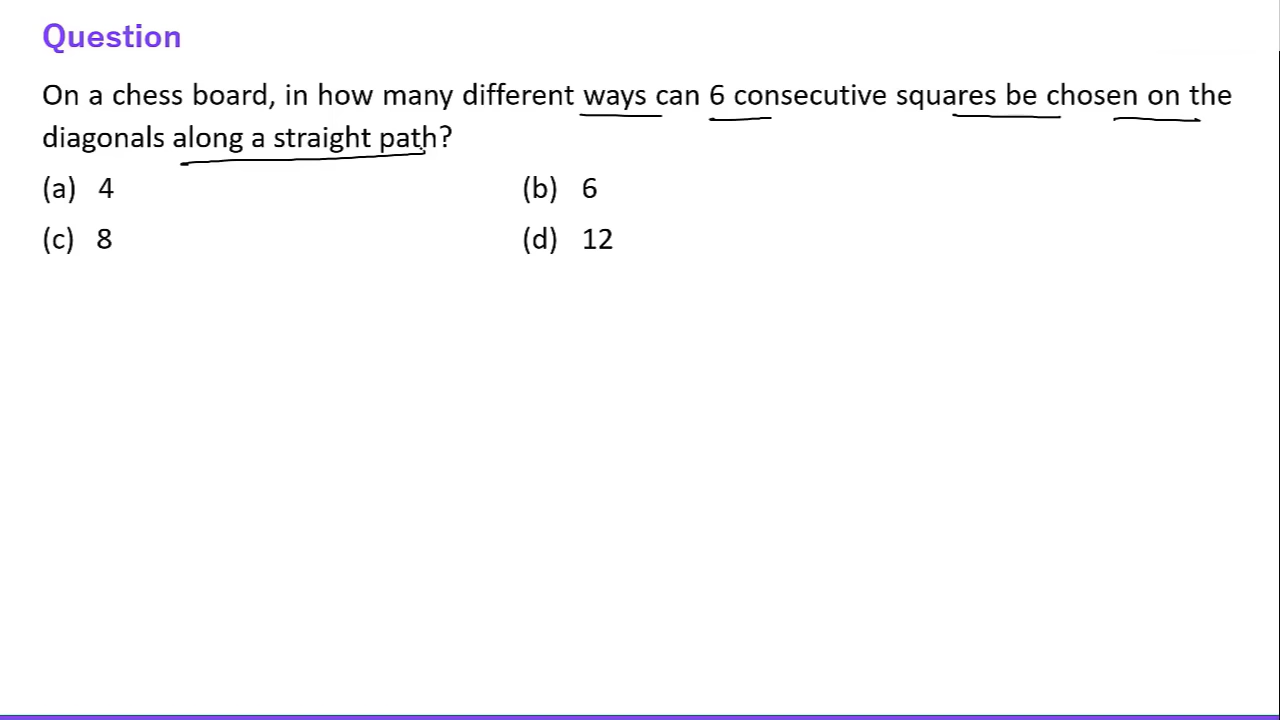 Question
On a chess board, in how many different ways can 6 consecutive squares be chosen on the
diagonals along a straight path?
(a) 4
(b) 6
(c) 8
(d) 12